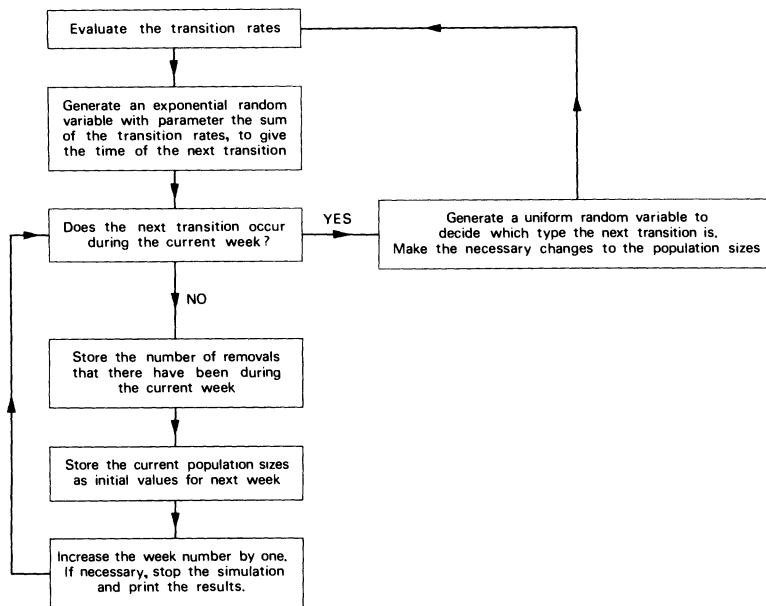 Evaluate the transition rates
Generate an exponential random
variable with parameter the sum
of the transition rates, to give
the time of the next transition
Does the next transition occur
during the current week?
YES
Generate a uniform random variable to
decide which type the next transition is.
Make the necessary changes to the population sizes
NO
Store the number of removals
that there have been during
the current week
Store the current population sizes
as initial values for next week
Increase the week number by one.
If necessary, stop the simulation
and print the results.